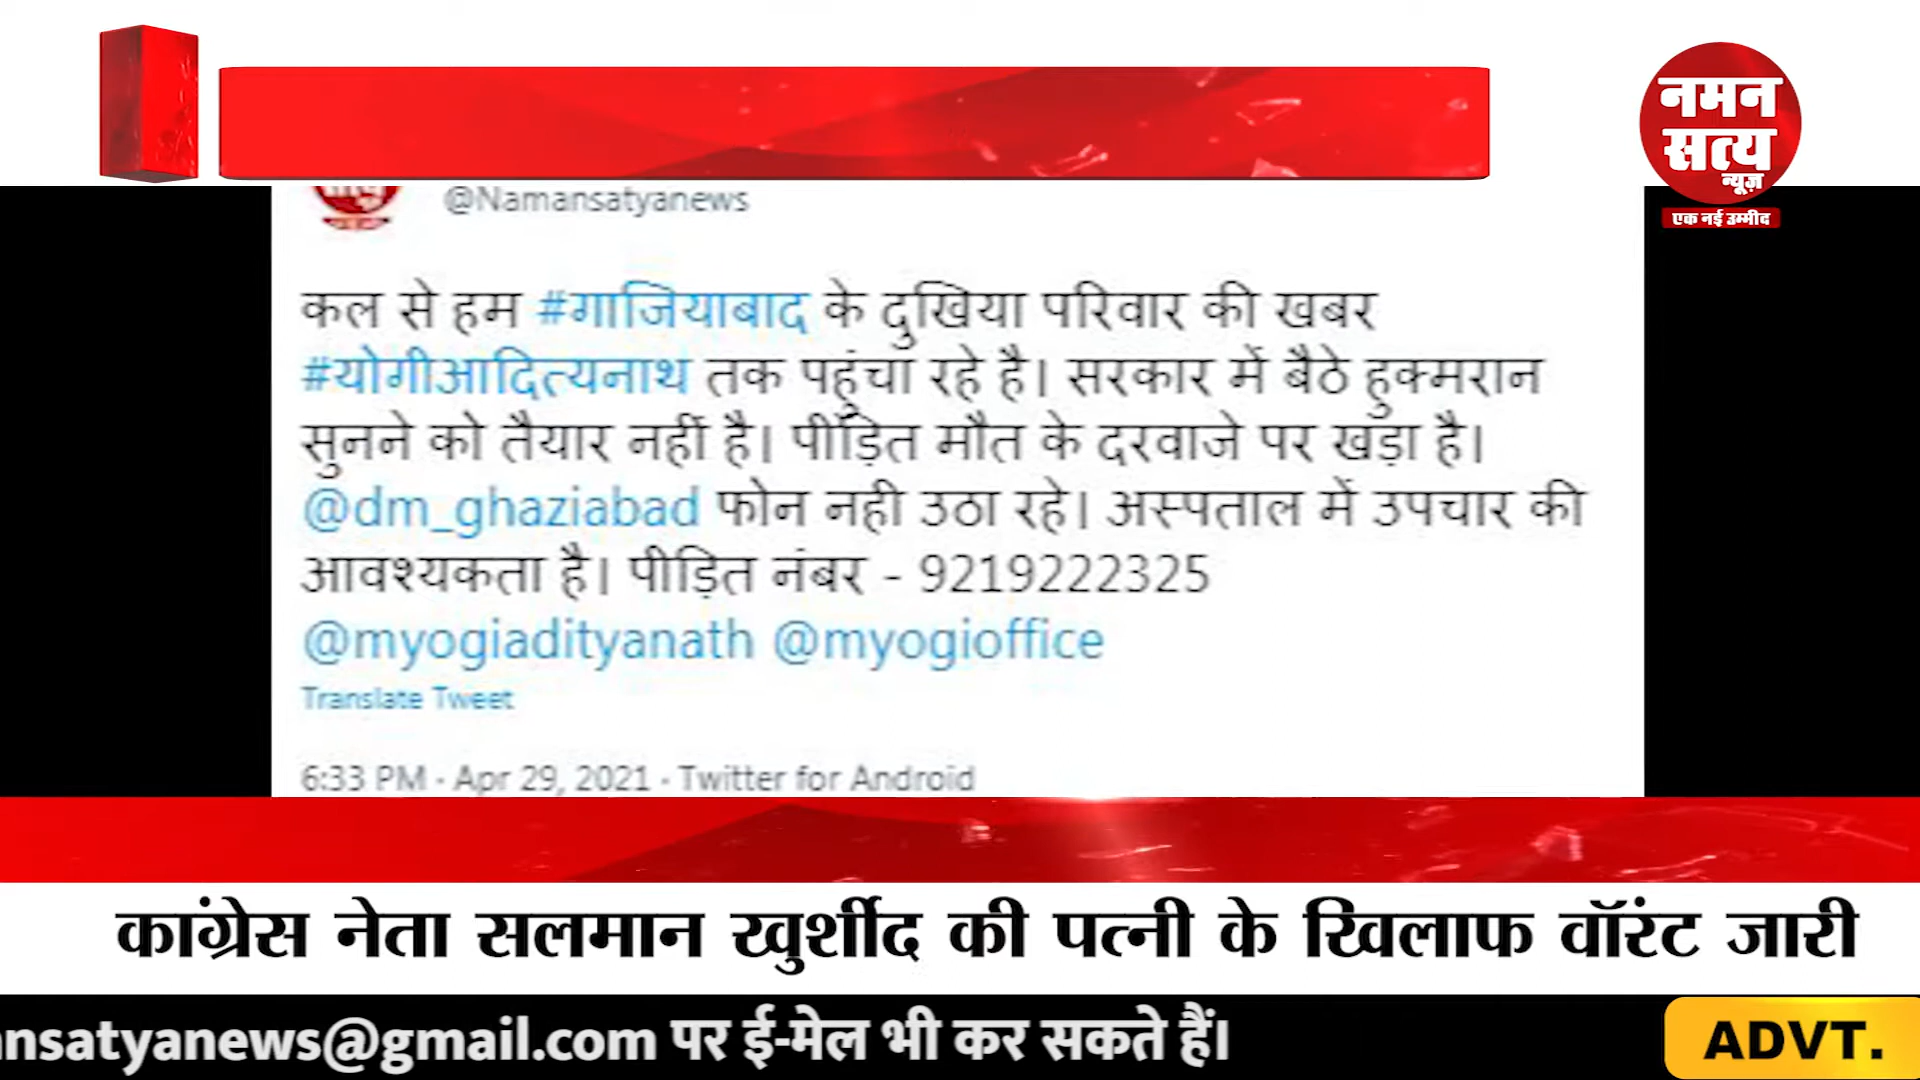 नमन
सत्य
न्यूज़
एक नई उम्मीद
@Namansatyanews
कल से हम #गाजियाबाद के दुखिया परिवार की खबर
#योगीआदित्यनाथ तक पहुंचा रहे है। सरकार में बैठे हुक्मरान
सुनने को तैयार नहीं है। पीड़ित मौत के दरवाजे पर खड़ा है।
@dm_ghaziabad फोन नही उठा रहे। अस्पताल में उपचार की
आवश्यकता है। पीड़ित नंबर - 9219222325
@myogiadityanath @myogioffice
Translate Tweet
6:33 PM · Apr 29, 2021 · Twitter for Android
कांग्रेस नेता सलमान खुर्शीद की पत्नी के खिलाफ वॉरंट जारी
ansatyanews@gmail.com पर ई-मेल भी कर सकते हैं।
ADVT.